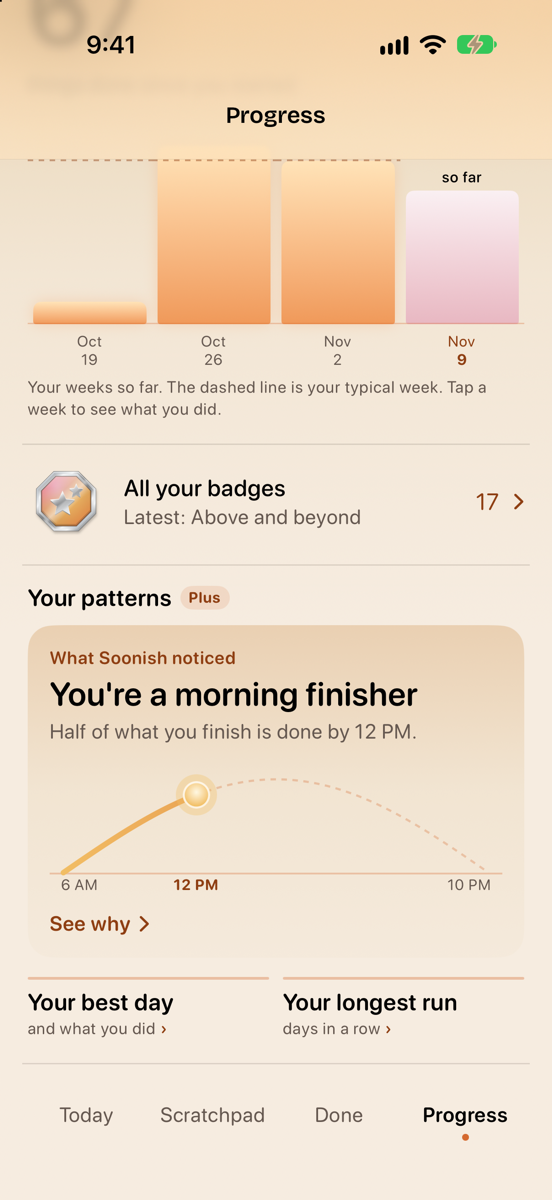 9:41
Progress
so far
Oct
19
Oct
26
Nov
2
Nov
9
Your weeks so far. The dashed line is your typical week. Tap a
week to see what you did.
All your badges
Latest: Above and beyond
17
Your patterns
Plus
What Soonish noticed
You're a morning finisher
Half of what you finish is done by 12 PM.
6 AM
12 PM
10 PM
See why
Your best day
and what you did ›
Your longest run
days in a row ›
Today
Scratchpad
Done
Progress